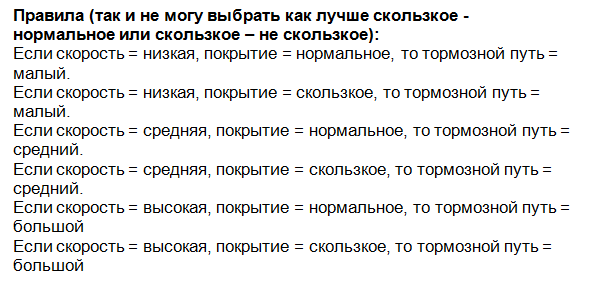 Правила (так и не могу выбрать как лучше скользкое -
нормальное или скользкое – не скользкое):
Если скорость = низкая, покрытие = нормальное, то тормозной путь =
малый.
Если скорость = низкая, покрытие = скользкое, то тормозной путь =
малый.
Если скорость = средняя, покрытие = нормальное, то тормозной путь =
средний.
Если скорость = средняя, покрытие = скользкое, то тормозной путь =
средний.
Если скорость = высокая, покрытие = нормальное, то тормозной путь =
большой
Если скорость = высокая, покрытие = скользкое, то тормозной путь =
большой